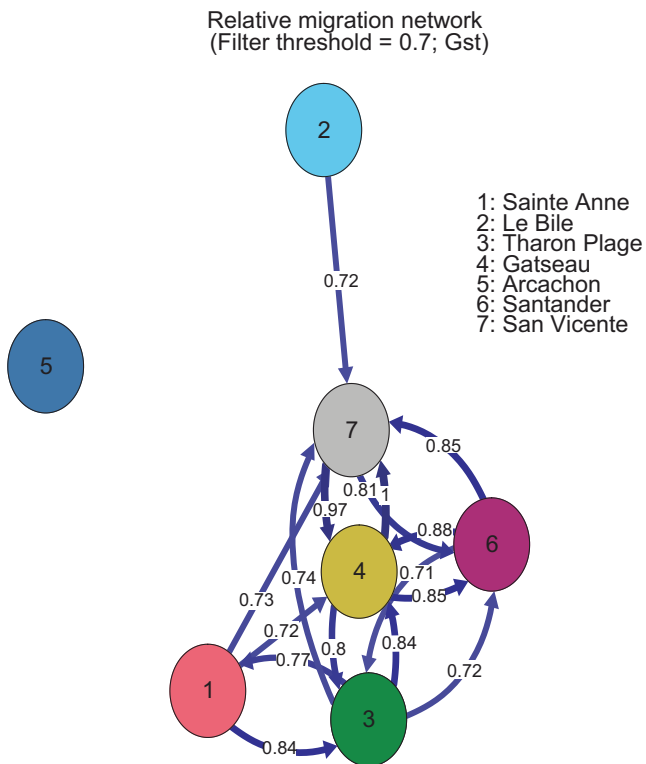 Relative migration network
(Filter threshold = 0.7; Gst)
2
1: Sainte Anne
2: Le Bile
3: Tharon Plage
4: Gatseau
5: Arcachon
6: Santander
7: San Vicente
0.72
5
7
0.85
0.81
1
0.97
0.88
6
4
0.74
0.71
0.85
0.73
0.72
0.8
0.84
0.77
0.72
1
3
0.84